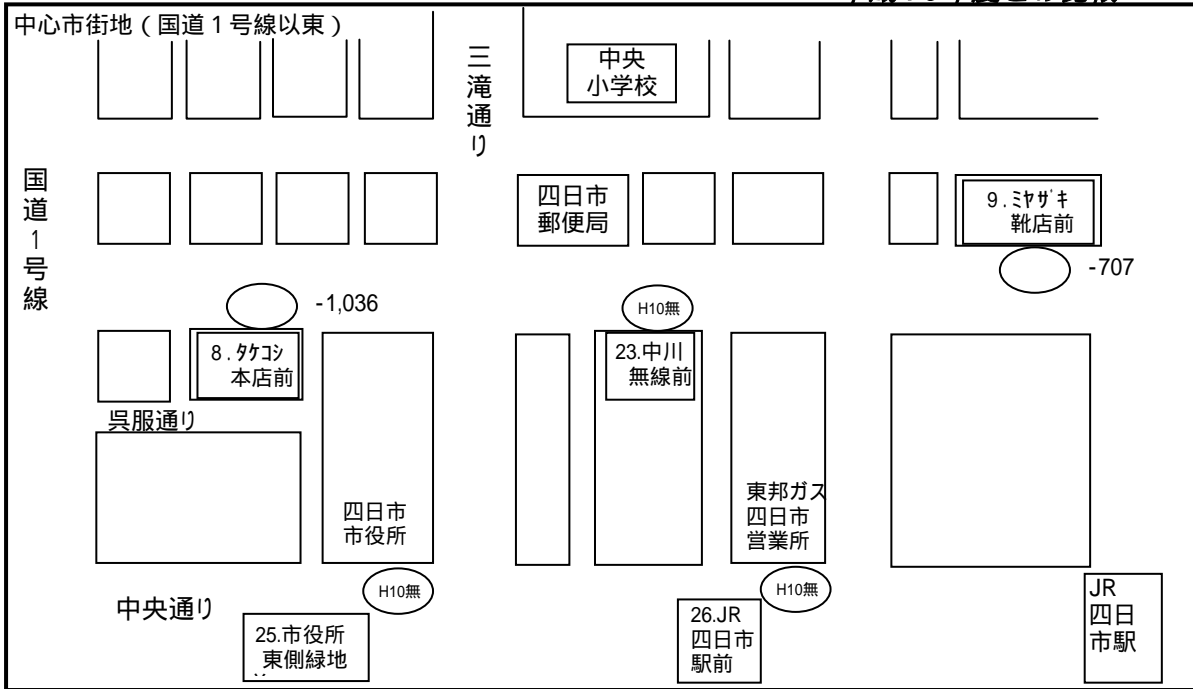 中心市街地（国道１号線以東）
三滝通り
中央
小学校
国道１号線
四日市
郵便局
9.ﾐﾔｻﾞｷ
靴店前
-707
-1,036
H10無
8.ﾀｹｺｼ
本店前
23.中川
無線前
呉服通り
四日市
市役所
東邦ガス
四日市
営業所
H10無
H10無
中央通り
25.市役所
東側緑地
26.JR
四日市
駅前
JR
四日
市駅